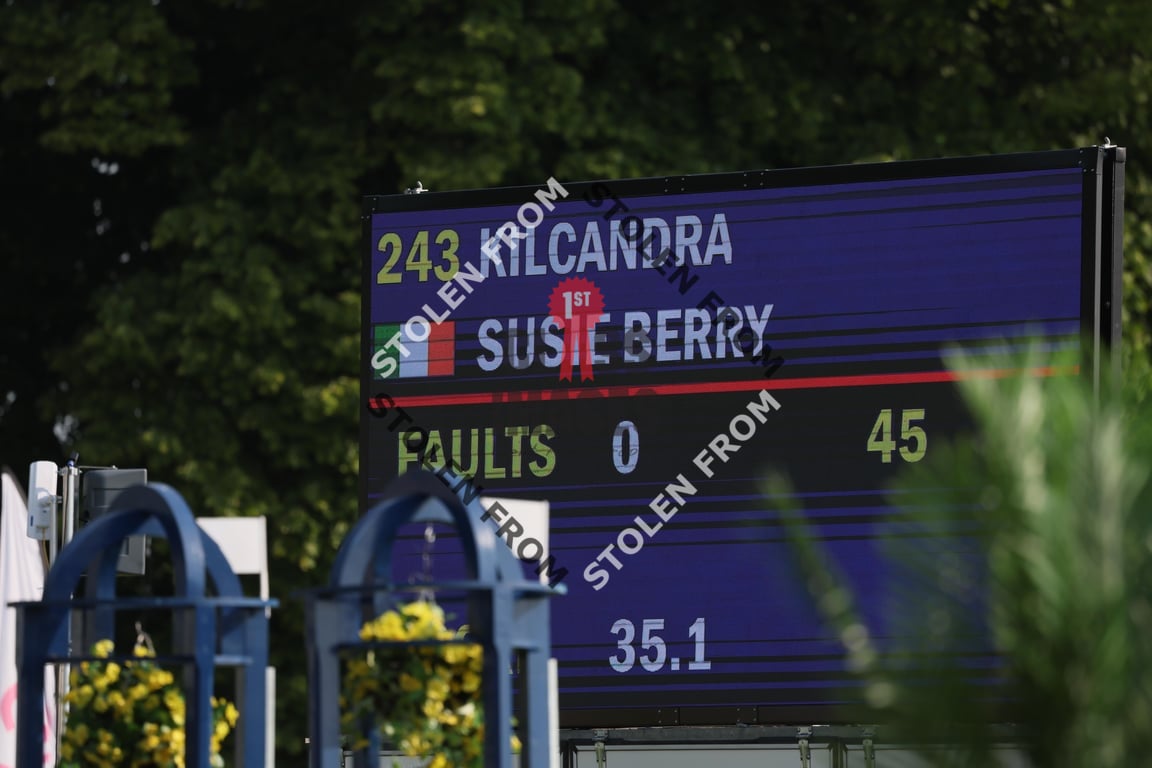 243 KILCANDRA
SUSIE BERRY
1ST
FAULTS 0 45
35.1
STOLEN FROM
STOLEN FROM
STOLEN FROM
STOLEN FROM